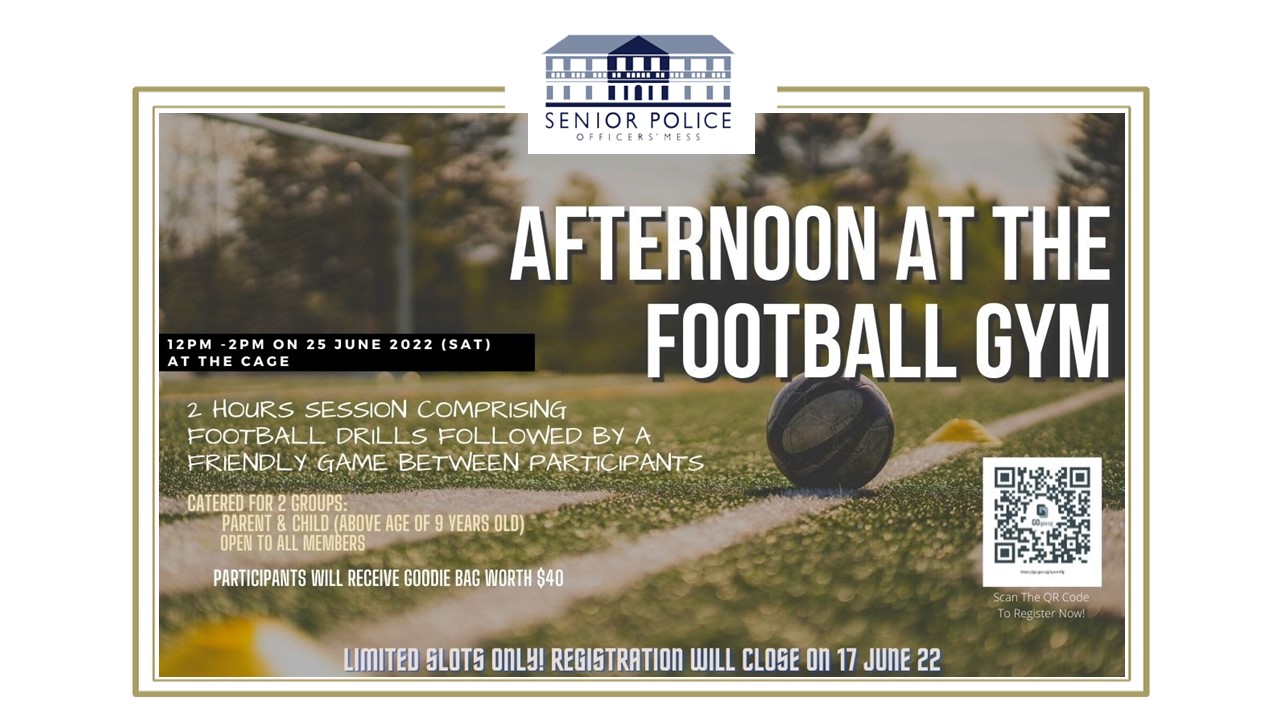 SENIOR POLICE
OFFICERS' MESS
AFTERNOON AT THE
FOOTBALL GYM
12PM -2PM ON 25 JUNE 2022 (SAT)
AT THE CAGE
2 HOURS SESSION COMPRISING
FOOTBALL DRILLS FOLLOWED BY A
FRIENDLY GAME BETWEEN PARTICIPANTS
CATERED FOR 2 GROUPS:
PARENT & CHILD (ABOVE AGE OF 9 YEARS OLD)
OPEN TO ALL MEMBERS
PARTICIPANTS WILL RECEIVE GOODIE BAG WORTH $40
Scan The QR Code
To Register Now!
LIMITED SLOTS ONLY! REGISTRATION WILL CLOSE ON 17 JUNE 22